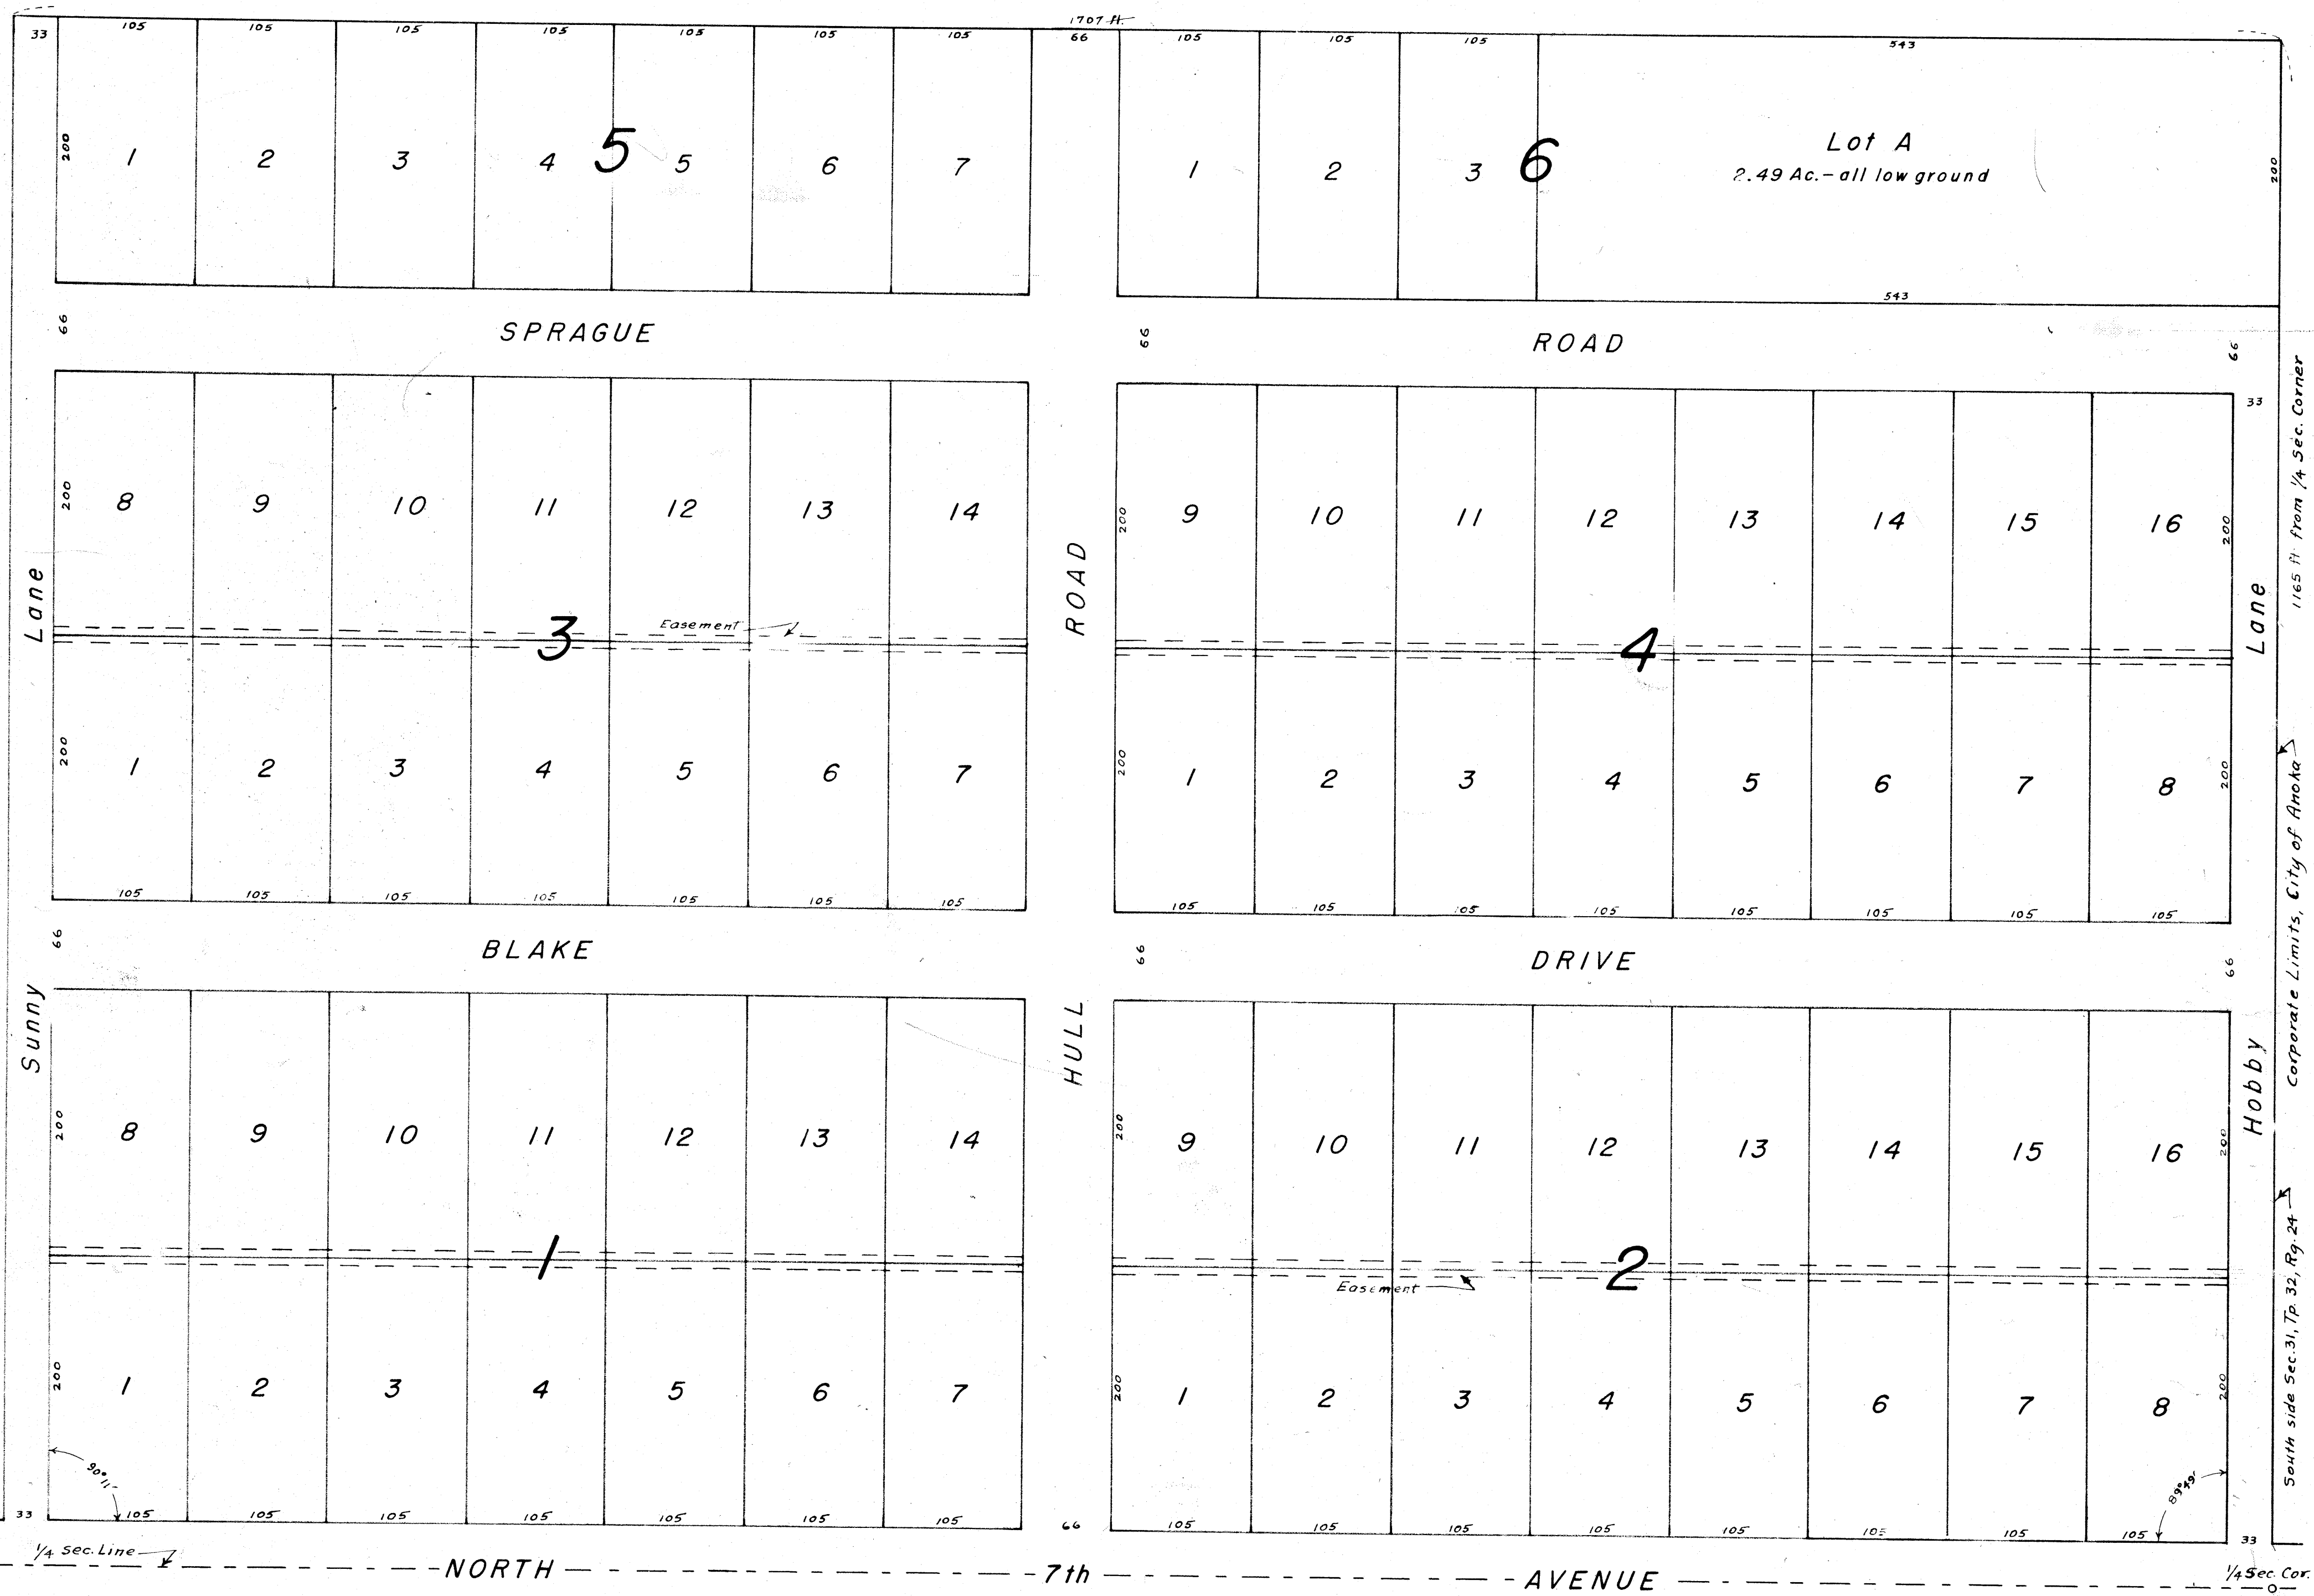 1707 ft.
33 105 105 105 105 105 105 105 66 105 105 105 543
200 1 2 3 4 5 5 6 7 1 2 3 6 Lot A 200
2.49 Ac.-all low ground
543
66 SPRAGUE 66 ROAD 66
33
200 8 9 10 11 12 13 14 200 9 10 11 12 13 14 15 16 200
Easement
3 4
200 1 2 3 4 5 6 7 200 1 2 3 4 5 6 7 8 200
105 105 105 105 105 105 105 105 105 105 105 105 105 105 105
66 BLAKE 66 DRIVE 66
200 8 9 10 11 12 13 14 200 9 10 11 12 13 14 15 16 200
1 2
Easement
200 1 2 3 4 5 6 7 200 1 2 3 4 5 6 7 8 200
90°11' 89°49'
33 105 105 105 105 105 105 105 66 105 105 105 105 105 105 105 105 33
1/4 Sec. Line
NORTH 7th AVENUE
1/4 Sec. Cor.
Sunny Lane
HULL ROAD
Hobby Lane
South side Sec. 31, Tp. 32, Rg. 24
Corporate Limits, City of Anoka
1165 ft. from 1/4 Sec. Corner